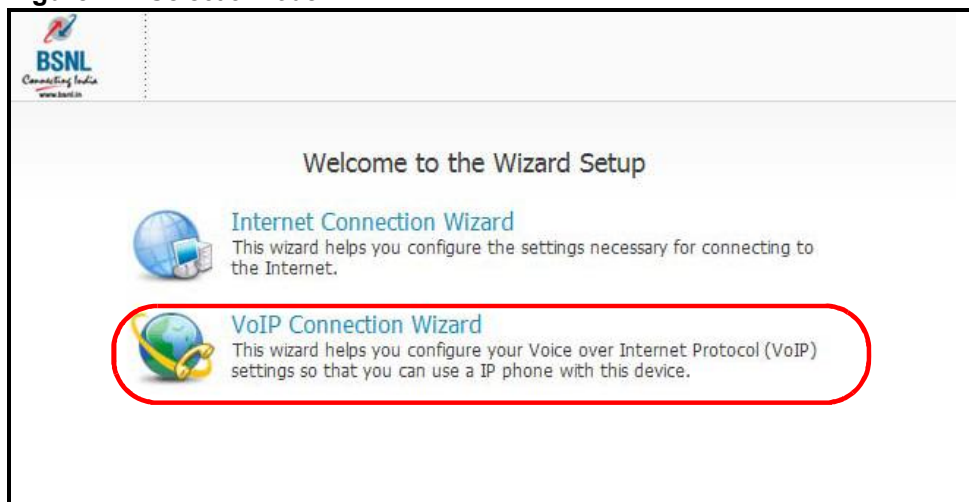 BSNL
Connecting India
www.bsnl.in
Welcome to the Wizard Setup
Internet Connection Wizard
This wizard helps you configure the settings necessary for connecting to
the Internet.
VoIP Connection Wizard
This wizard helps you configure your Voice over Internet Protocol (VoIP)
settings so that you can use a IP phone with this device.